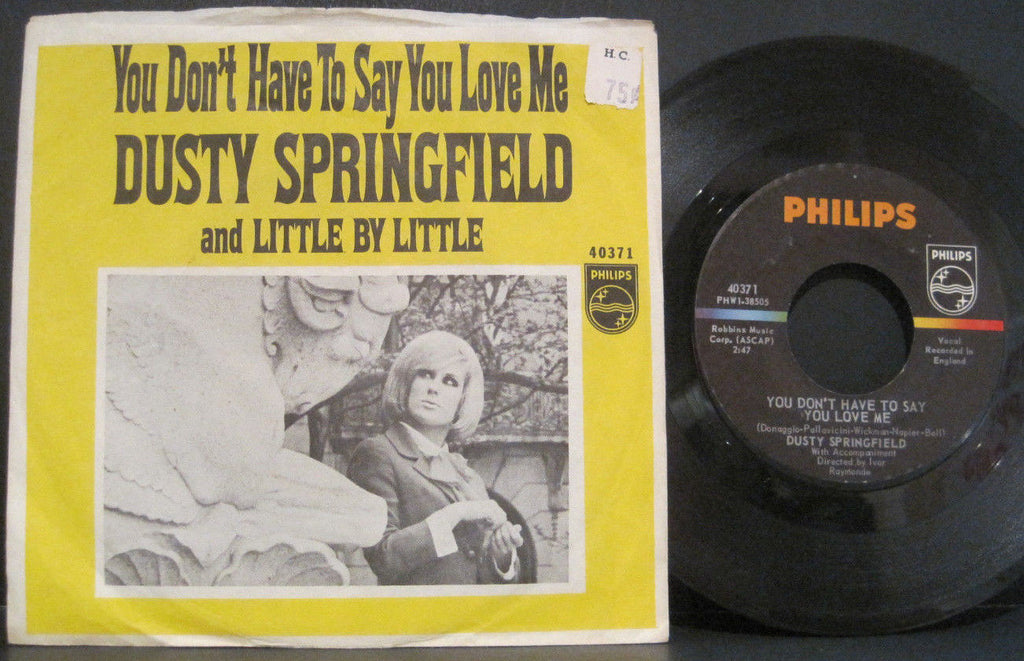 You Don't Have To Say You Love Me
DUSTY SPRINGFIELD
and LITTLE BY LITTLE
H. C.
75¢
40371
PHILIPS
PHILIPS
PHILIPS
40371
PHW1-38505
Robbins Music
Corp. (ASCAP)
2:47
Vocal
Recorded in
England
YOU DON'T HAVE TO SAY
YOU LOVE ME
(Donaggio-Pallavicini-Wickman-Napier-Bell)
DUSTY SPRINGFIELD
With Accompaniment
Directed by Ivor
Raymonde